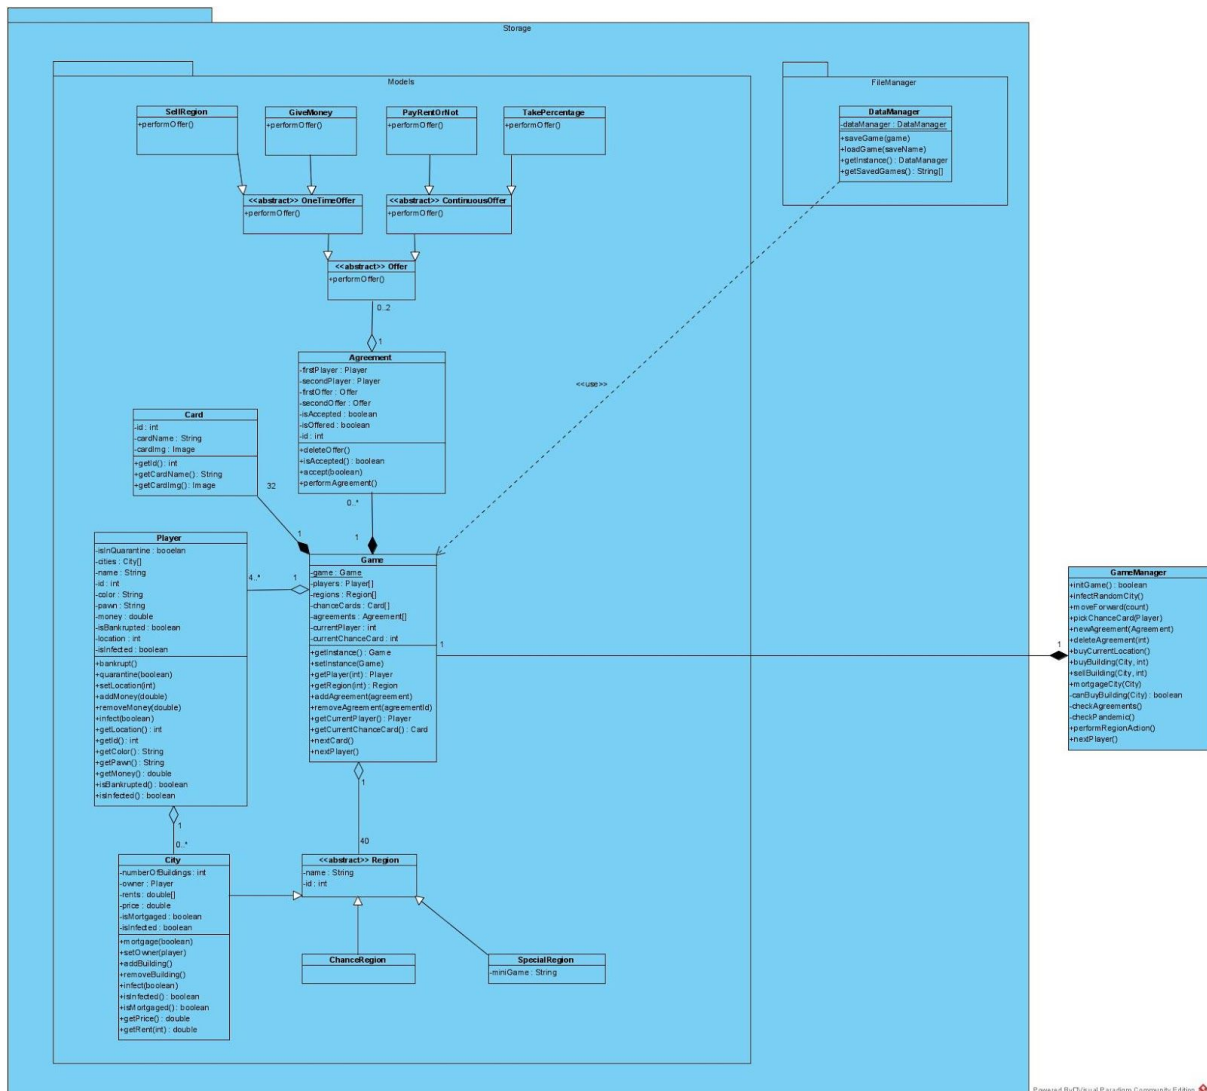 Storage
Models
FileManager
SellRegion
+performOffer()
GiveMoney
+performOffer()
PayRentOrNot
+performOffer()
TakePercentage
+performOffer()
DataManager
-dataManager : DataManager
+saveGame(game)
+loadGame(saveName)
+getInstance() : DataManager
+getSavedGames() : String[]
<<abstract>> OneTimeOffer
+performOffer()
<<abstract>> ContinuousOffer
+performOffer()
<<abstract>> Offer
+performOffer()
0..2
1
Agreement
-firstPlayer : Player
-secondPlayer : Player
-firstOffer : Offer
-secondOffer : Offer
-isAccepted : boolean
-isOffered : boolean
-id : int
+deleteOffer()
+isAccepted() : boolean
+accept(boolean)
+performAgreement()
<<use>>
Card
-id : int
-cardName : String
-cardImg : Image
+getId() : int
+getCardName() : String
+getCardImg() : Image
32
1
0..*
1
Player
-isInQuarantine : booelan
-cities : City[]
-name : String
-id : int
-color : String
-pawn : String
-money : double
-isBankrupted : boolean
-location : int
-isInfected : boolean
+bankrupt()
+quarantine(boolean)
+setLocation(int)
+addMoney(double)
+removeMoney(double)
+infect(boolean)
+getLocation() : int
+getId() : int
+getColor() : String
+getPawn() : String
+getMoney() : double
+isBankrupted() : boolean
+isInfected() : boolean
4..*
1
Game
-game : Game
-players : Player[]
-regions : Region[]
-chanceCards : Card[]
-agreements : Agreement[]
-currentPlayer : int
-currentChanceCard : int
+getInstance() : Game
+setInstance(Game)
+getPlayer(int) : Player
+getRegion(int) : Region
+addAgreement(agreement)
+removeAgreement(agreementId)
+getCurrentPlayer() : Player
+getCurrentChanceCard() : Card
+nextCard()
+nextPlayer()
1
1
GameManager
+initGame() : boolean
+infectRandomCity()
+moveForward(count)
+pickChanceCard(Player)
+newAgreement(Agreement)
+deleteAgreement(int)
+buyCurrentLocation()
+buyBuilding(City, int)
+sellBuilding(City, int)
+mortgageCity(City)
-canBuyBuilding(City) : boolean
-checkAgreements()
-checkPandemic()
+performRegionAction()
+nextPlayer()
1
0..*
1
40
City
-numberOfBuildings : int
-owner : Player
-rents : double[]
-price : double
-isMortgaged : boolean
-isInfected : boolean
+mortgage(boolean)
+setOwner(player)
+addBuilding()
+removeBuilding()
+infect(boolean)
+isInfected() : boolean
+isMortgaged() : boolean
+getPrice() : double
+getRent(int) : double
<<abstract>> Region
-name : String
-id : int
ChanceRegion
SpecialRegion
-miniGame : String
Visual Paradigm Community Edition